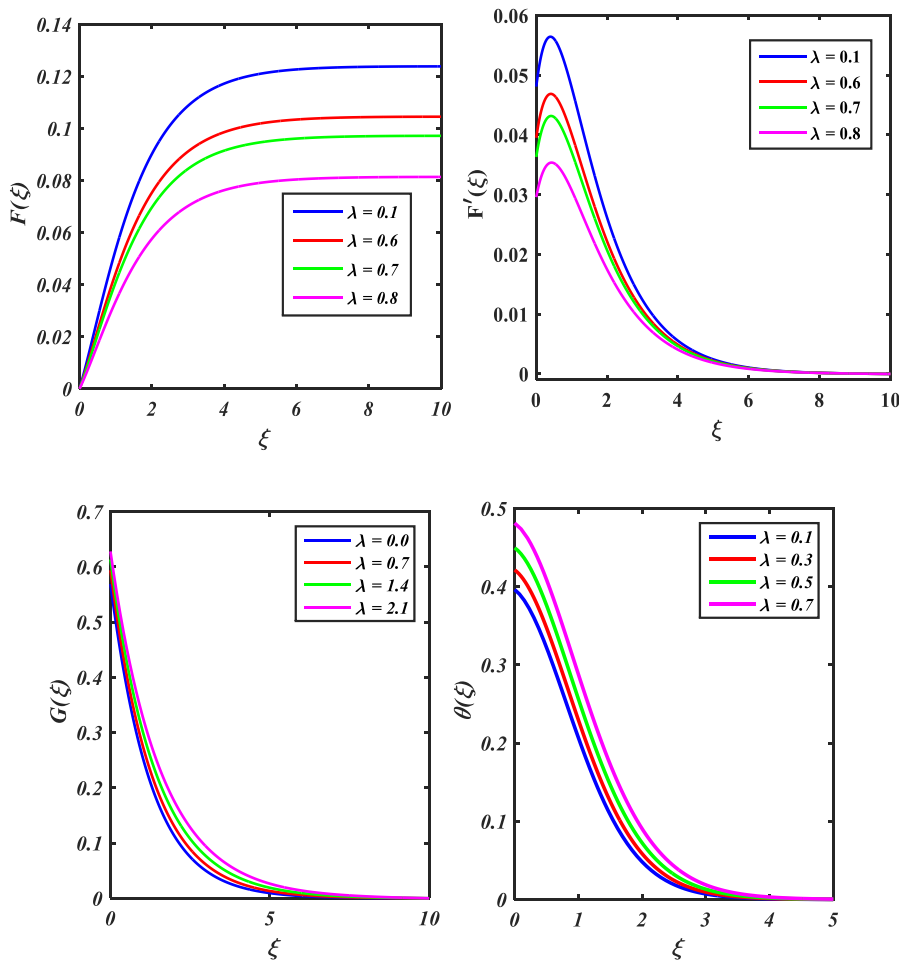 0.14
0.12
0.1
0.08
0.06
0.04
0.02
0
F(ξ)
λ = 0.1
λ = 0.6
λ = 0.7
λ = 0.8
0 2 4 6 8 10
ξ
0.06
0.05
0.04
0.03
0.02
0.01
0
F′(ξ)
λ = 0.1
λ = 0.6
λ = 0.7
λ = 0.8
0 2 4 6 8 10
ξ
0.7
0.6
0.5
0.4
0.3
0.2
0.1
0
G(ξ)
λ = 0.0
λ = 0.7
λ = 1.4
λ = 2.1
0 5 10
ξ
0.5
0.4
0.3
0.2
0.1
0
θ(ξ)
λ = 0.1
λ = 0.3
λ = 0.5
λ = 0.7
0 1 2 3 4 5
ξ